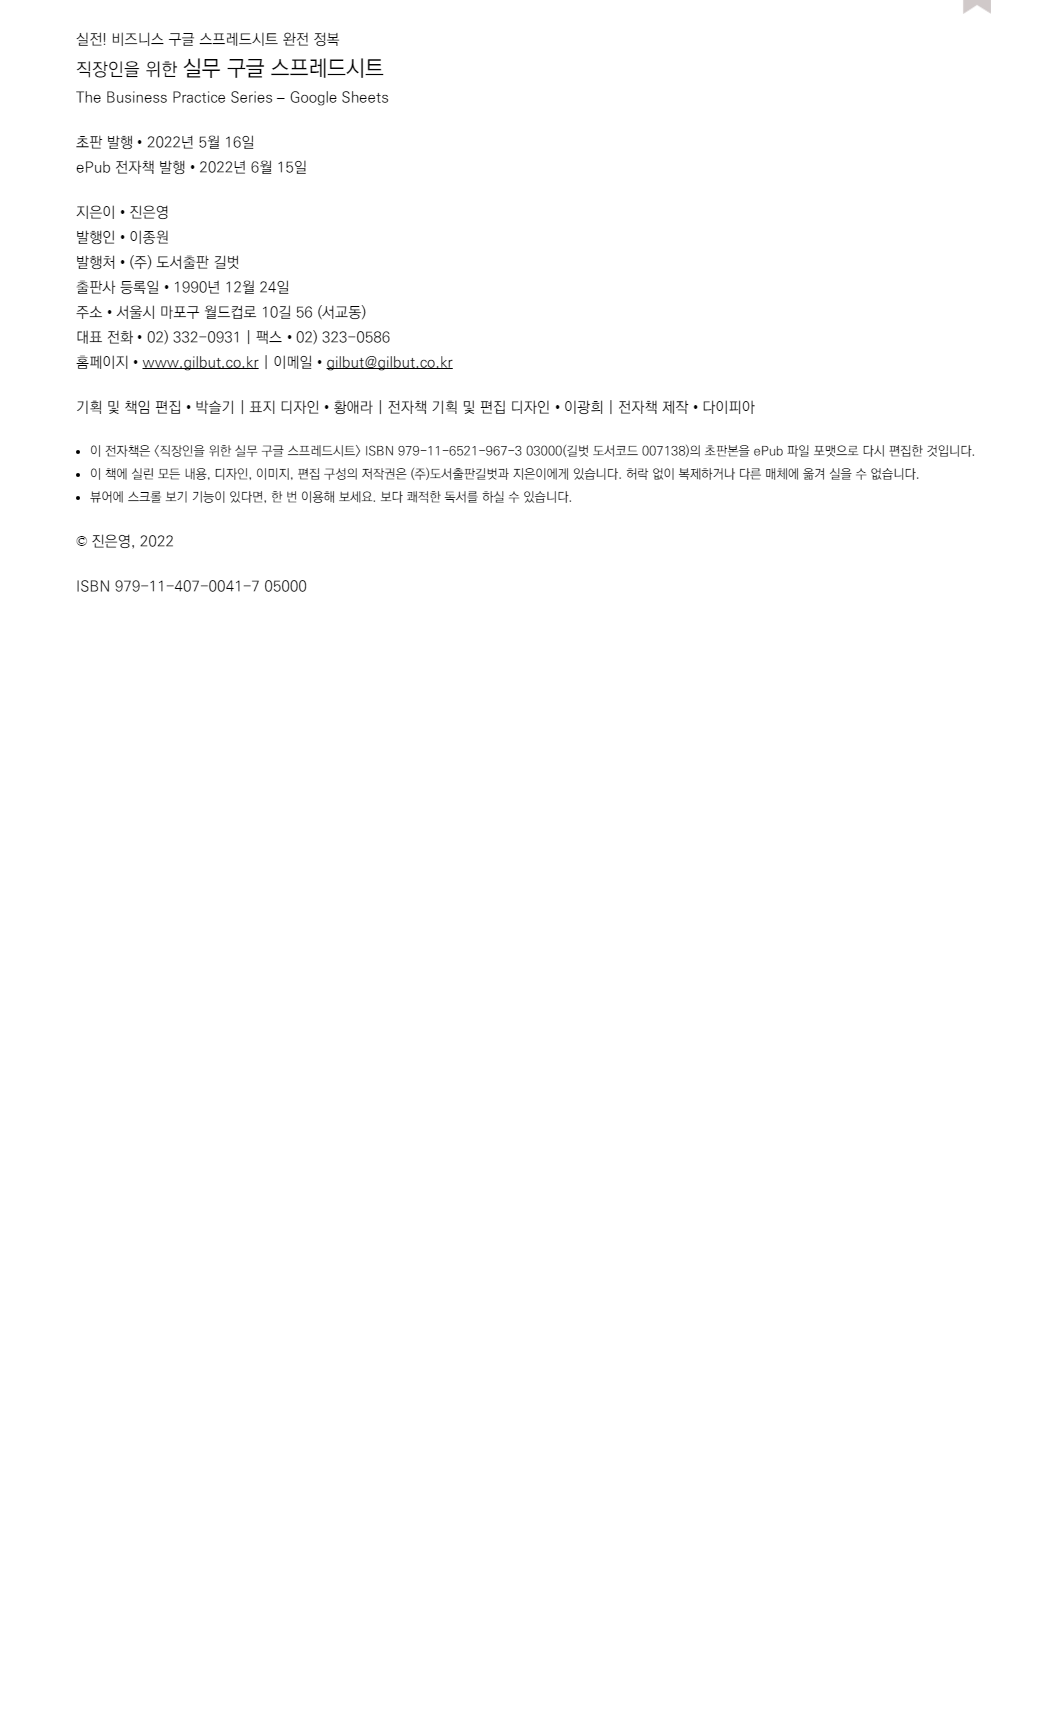 실전! 비즈니스 구글 스프레드시트 완전 정복
직장인을 위한 실무 구글 스프레드시트
The Business Practice Series – Google Sheets
초판 발행 • 2022년 5월 16일
ePub 전자책 발행 • 2022년 6월 15일
지은이 • 진은영
발행인 • 이종원
발행처 • (주) 도서출판 길벗
출판사 등록일 • 1990년 12월 24일
주소 • 서울시 마포구 월드컵로 10길 56 (서교동)
대표 전화 • 02) 332-0931 | 팩스 • 02) 323-0586
홈페이지 • www.gilbut.co.kr | 이메일 • gilbut@gilbut.co.kr
기획 및 책임 편집 • 박슬기 | 표지 디자인 • 황애라 | 전자책 기획 및 편집 디자인 • 이광희 | 전자책 제작 • 다이피아
• 이 전자책은 〈직장인을 위한 실무 구글 스프레드시트〉 ISBN 979-11-6521-967-3 03000(길벗 도서코드 007138)의 초판본을 ePub 파일 포맷으로 다시 편집한 것입니다.
• 이 책에 실린 모든 내용, 디자인, 이미지, 편집 구성의 저작권은 (주)도서출판길벗과 지은이에게 있습니다. 허락 없이 복제하거나 다른 매체에 옮겨 실을 수 없습니다.
• 뷰어에 스크롤 보기 기능이 있다면, 한 번 이용해 보세요. 보다 쾌적한 독서를 하실 수 있습니다.
© 진은영, 2022
ISBN 979-11-407-0041-7 05000